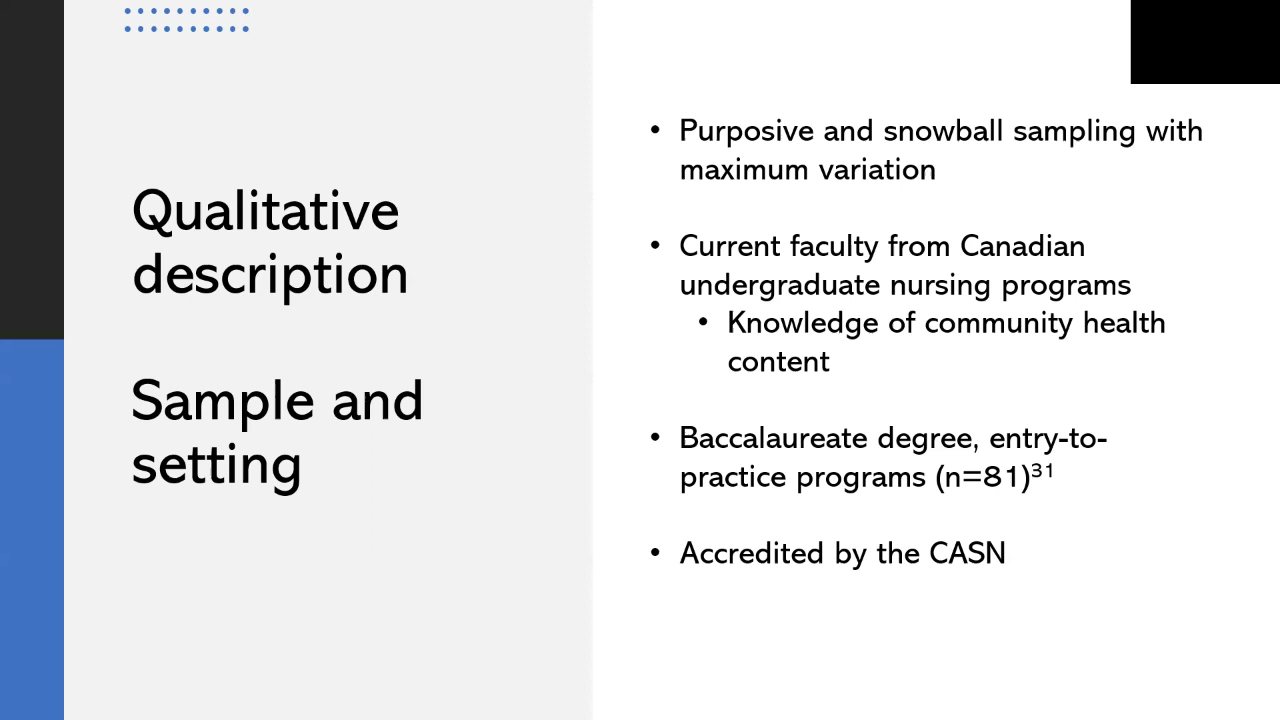 Qualitative
description
Sample and
setting
• Purposive and snowball sampling with
maximum variation
• Current faculty from Canadian
undergraduate nursing programs
• Knowledge of community health
content
• Baccalaureate degree, entry-to-
practice programs (n=81)³¹
• Accredited by the CASN